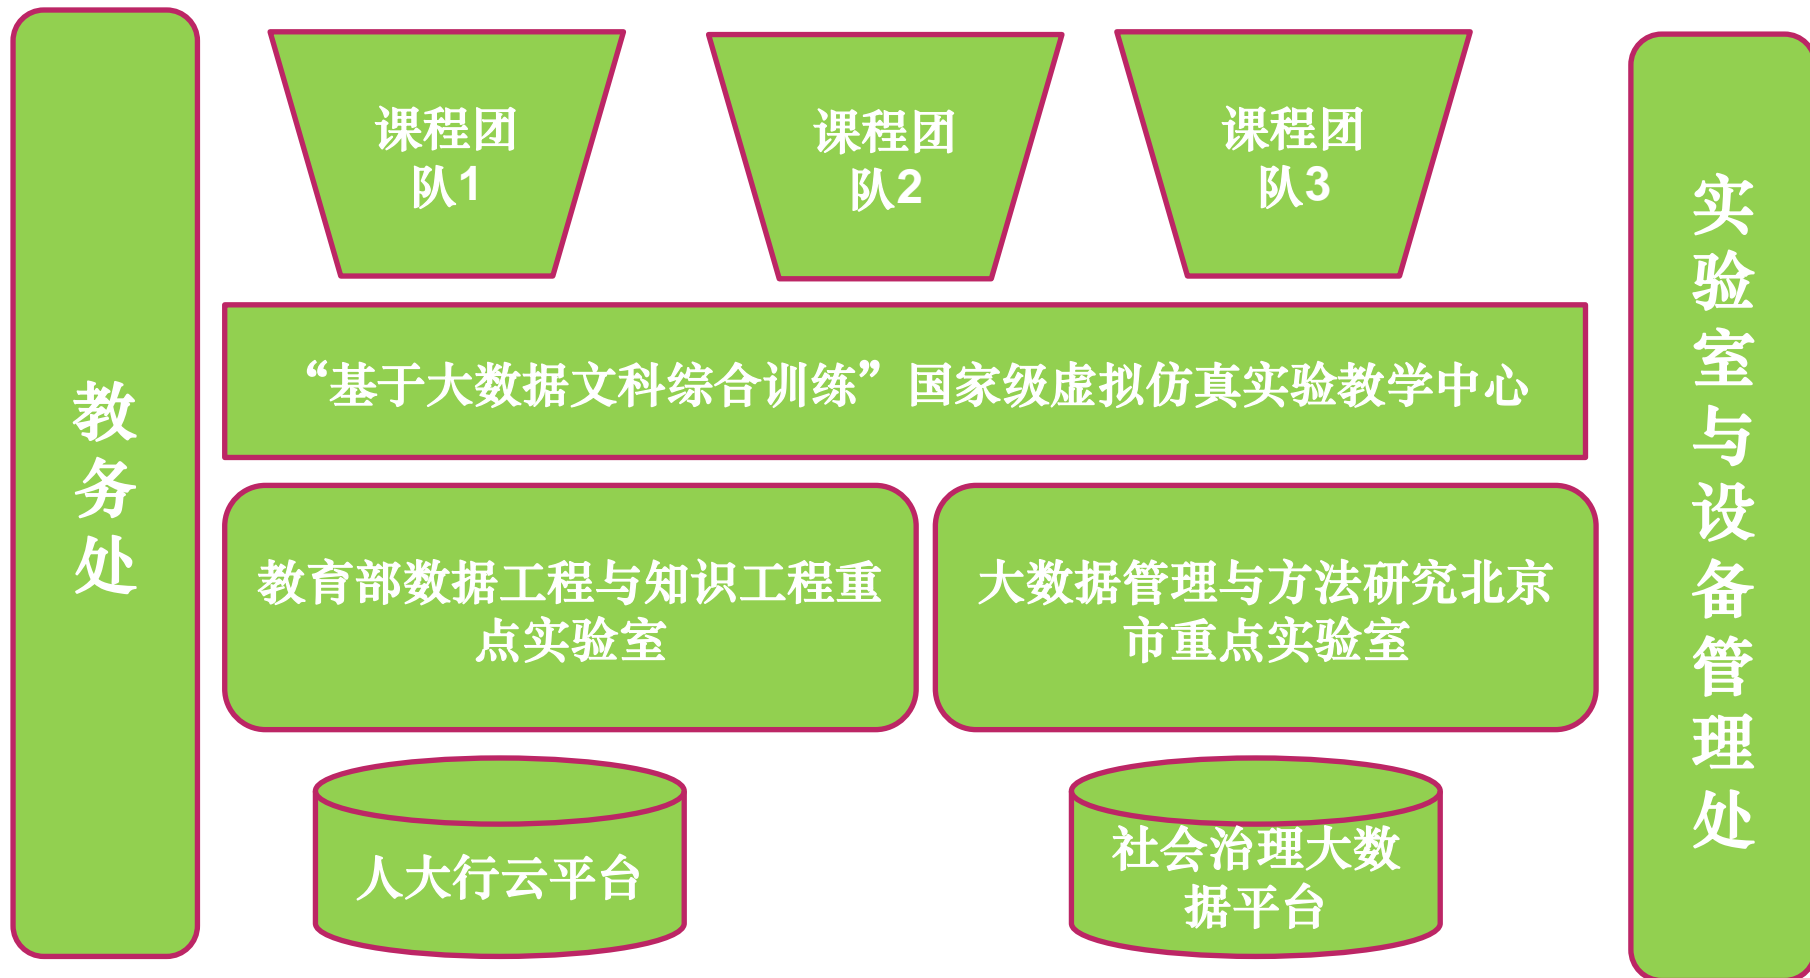 教务处
课程团
队1
课程团
队2
课程团
队3
“基于大数据文科综合训练”国家级虚拟仿真实验教学中心
教育部数据工程与知识工程重
点实验室
大数据管理与方法研究北京
市重点实验室
人大行云平台
社会治理大数
据平台
实验室与设备管理处